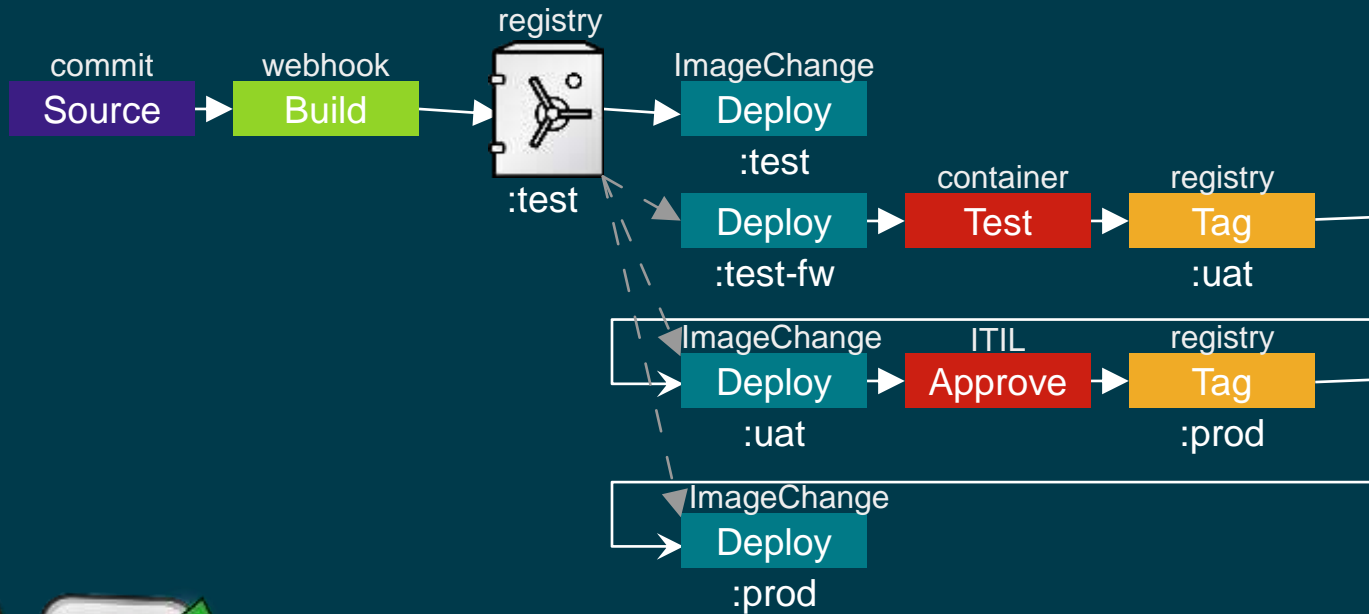 registry
commit
webhook
ImageChange
Source
Build
Deploy
:test
:test
container
registry
Deploy
Test
Tag
:test-fw
:uat
ImageChange
ITIL
registry
Deploy
Approve
Tag
:uat
:prod
ImageChange
Deploy
:prod